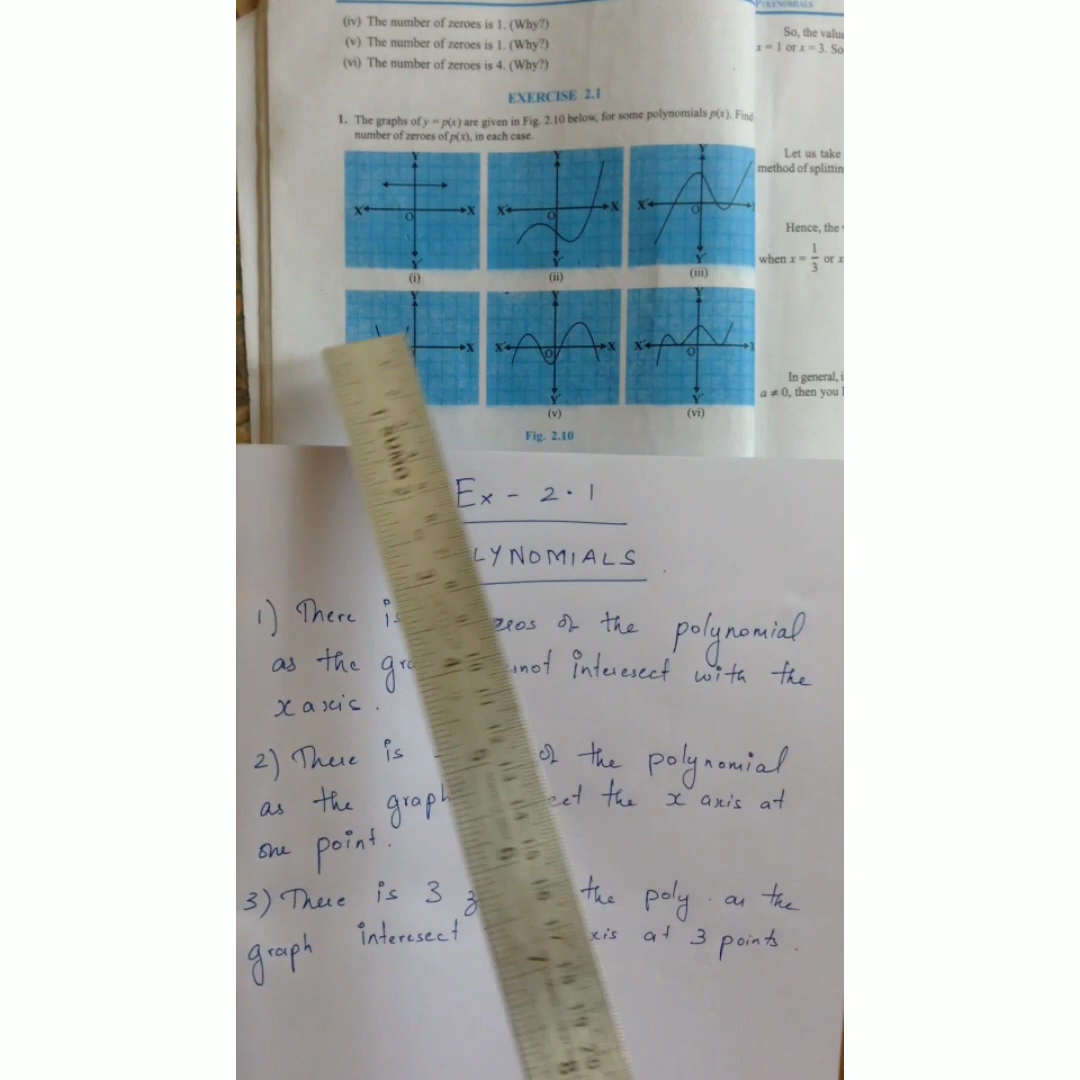 POLYNOMIALS
(iv) The number of zeroes is 1. (Why?)
(v) The number of zeroes is 1. (Why?)
(vi) The number of zeroes is 4. (Why?)
EXERCISE 2.1
1. The graphs of y = p(x) are given in Fig. 2.10 below, for some polynomials p(x). Find
number of zeroes of p(x), in each case.
Y Y Y
X' O X X' O X X' O
Y' Y' Y'
(i) (ii) (iii)
Y Y Y
X X' O X X' O
Y' Y'
(v) (vi)
Fig. 2.10
So, the value
x = 1 or x = 3. So
Let us take
method of splittin
Hence, the
when x = 1/3 or x
In general, i
a ≠ 0, then you
Ex - 2.1
LYNOMIALS
1) There is zeos of the polynomial
as the gra not interesect with the
x axis.
2) There is of the polynomial
as the graph ect the x axis at
one point.
3) There is 3 z the poly. as the
graph interesect xis at 3 points.
SUMO